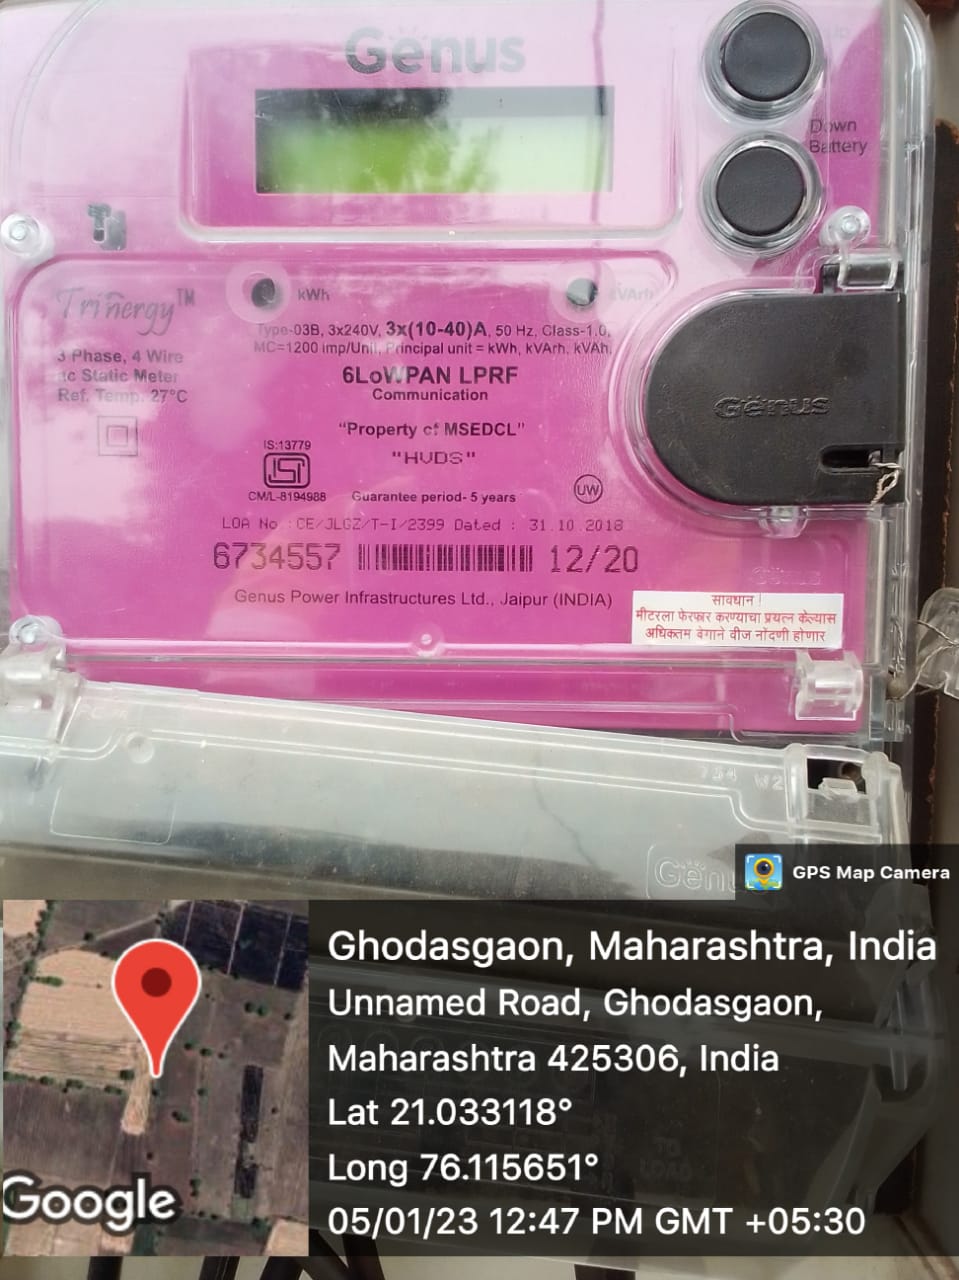 Genus
Down
Battery
Trinergy™
kWh
kVArh
Type-03B, 3x240V, 3x(10-40)A, 50 Hz, Class-1.0,
MC=1200 imp/Unit, Principal unit = kWh, kVArh, kVAh,
3 Phase, 4 Wire
ac Static Meter
Ref. Temp. 27°C
6LoWPAN LPRF
Communication
Genus
"Property of MSEDCL"
"HVDS"
IS:13779
ISI
CM/L-8194988
Guarantee period- 5 years
UW
LOA No : CE/JLGZ/T-I/2399 Dated : 31.10.2018
6734557
12/20
Genus
Genus Power Infrastructures Ltd., Jaipur (INDIA)
सावधान !
मीटरला फेरफार करण्याचा प्रयत्न केल्यास
अधिकतम वेगाने वीज नोंदणी होणार
Genus
GPS Map Camera
Ghodasgaon, Maharashtra, India
Unnamed Road, Ghodasgaon,
Maharashtra 425306, India
Lat 21.033118°
Long 76.115651°
05/01/23 12:47 PM GMT +05:30
Google